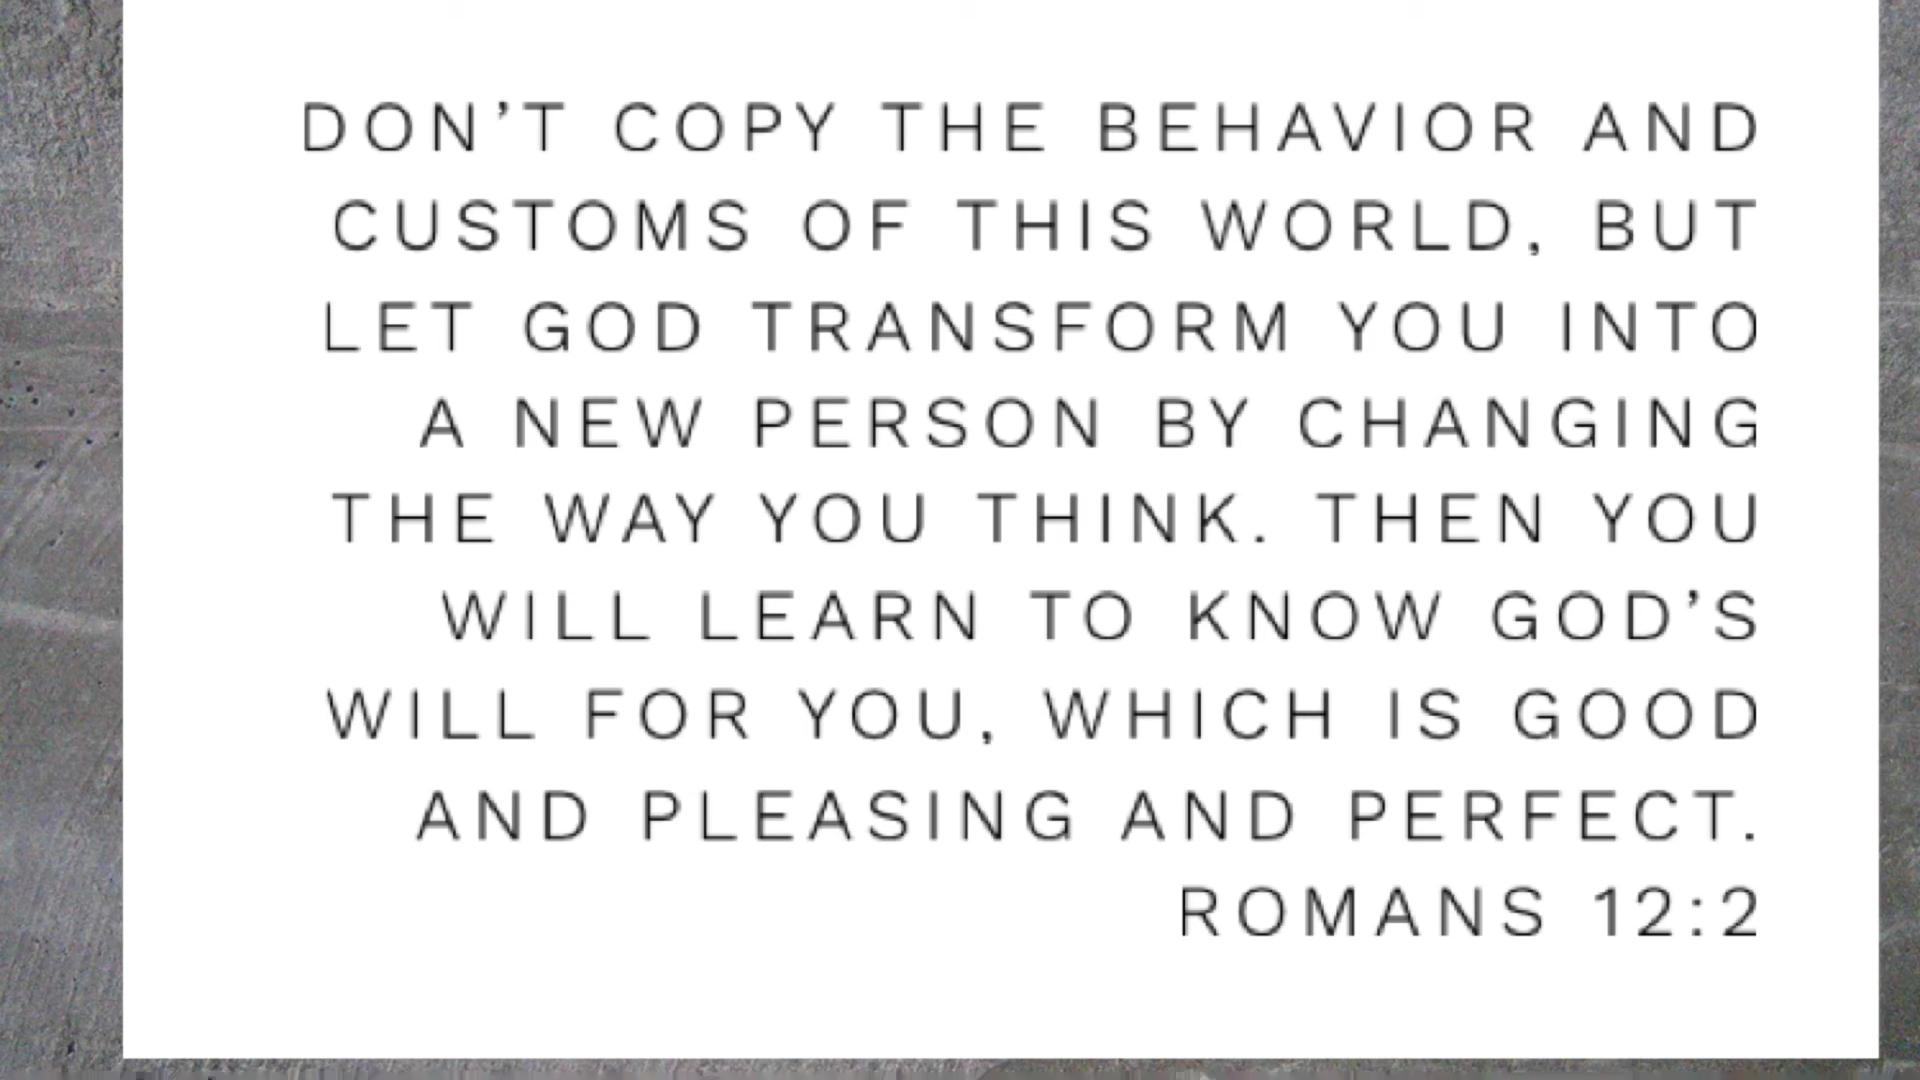 DON’T COPY THE BEHAVIOR AND
CUSTOMS OF THIS WORLD, BUT
LET GOD TRANSFORM YOU INTO
A NEW PERSON BY CHANGING
THE WAY YOU THINK. THEN YOU
WILL LEARN TO KNOW GOD’S
WILL FOR YOU, WHICH IS GOOD
AND PLEASING AND PERFECT.
ROMANS 12:2